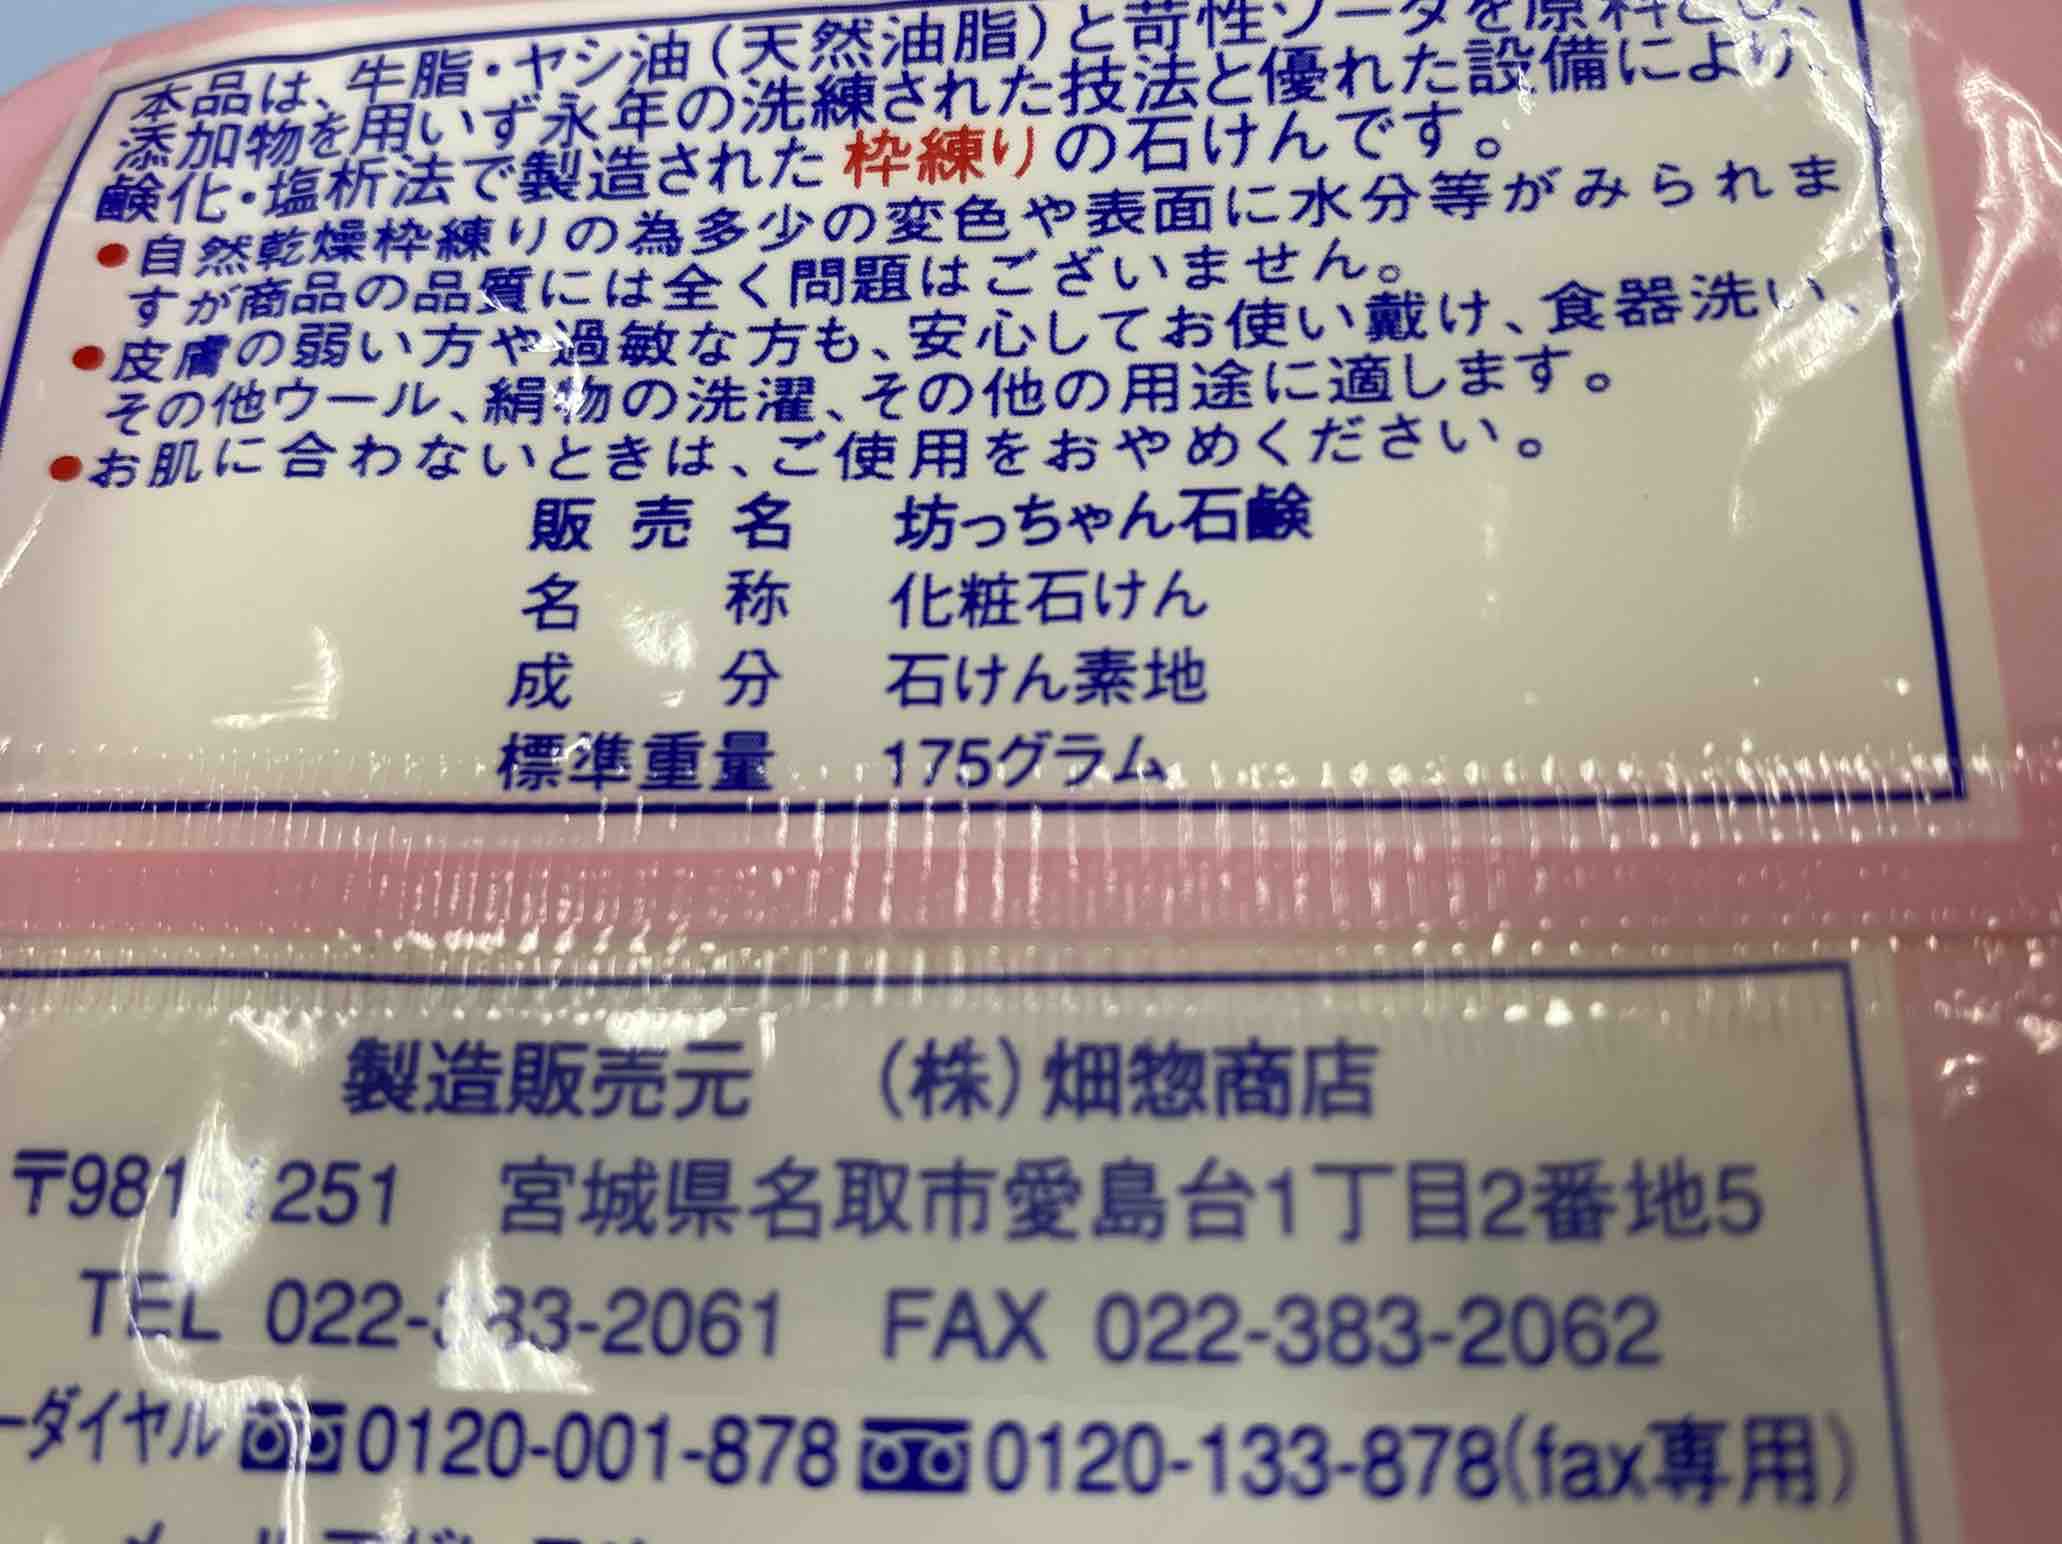 本品は、牛脂・ヤシ油(天然油脂)と苛性ソーダを原料とし、
添加物を用いず永年の洗練された技法と優れた設備により、
鹸化・塩析法で製造された枠練りの石けんです。
●自然乾燥枠練りの為多少の変色や表面に水分等がみられま
すが商品の品質には全く問題はございません。
●皮膚の弱い方や過敏な方も、安心してお使い戴け、食器洗い、
その他ウール、絹物の洗濯、その他の用途に適します。
●お肌に合わないときは、ご使用をおやめください。
販売名 坊っちゃん石鹸
名称 化粧石けん
成分 石けん素地
標準重量 175グラム
製造販売元 (株)畑惣商店
〒981-1251 宮城県名取市愛島台1丁目2番地5
TEL 022-383-2061 FAX 022-383-2062
ーダイヤル 0120-001-878 0120-133-878(fax専用)